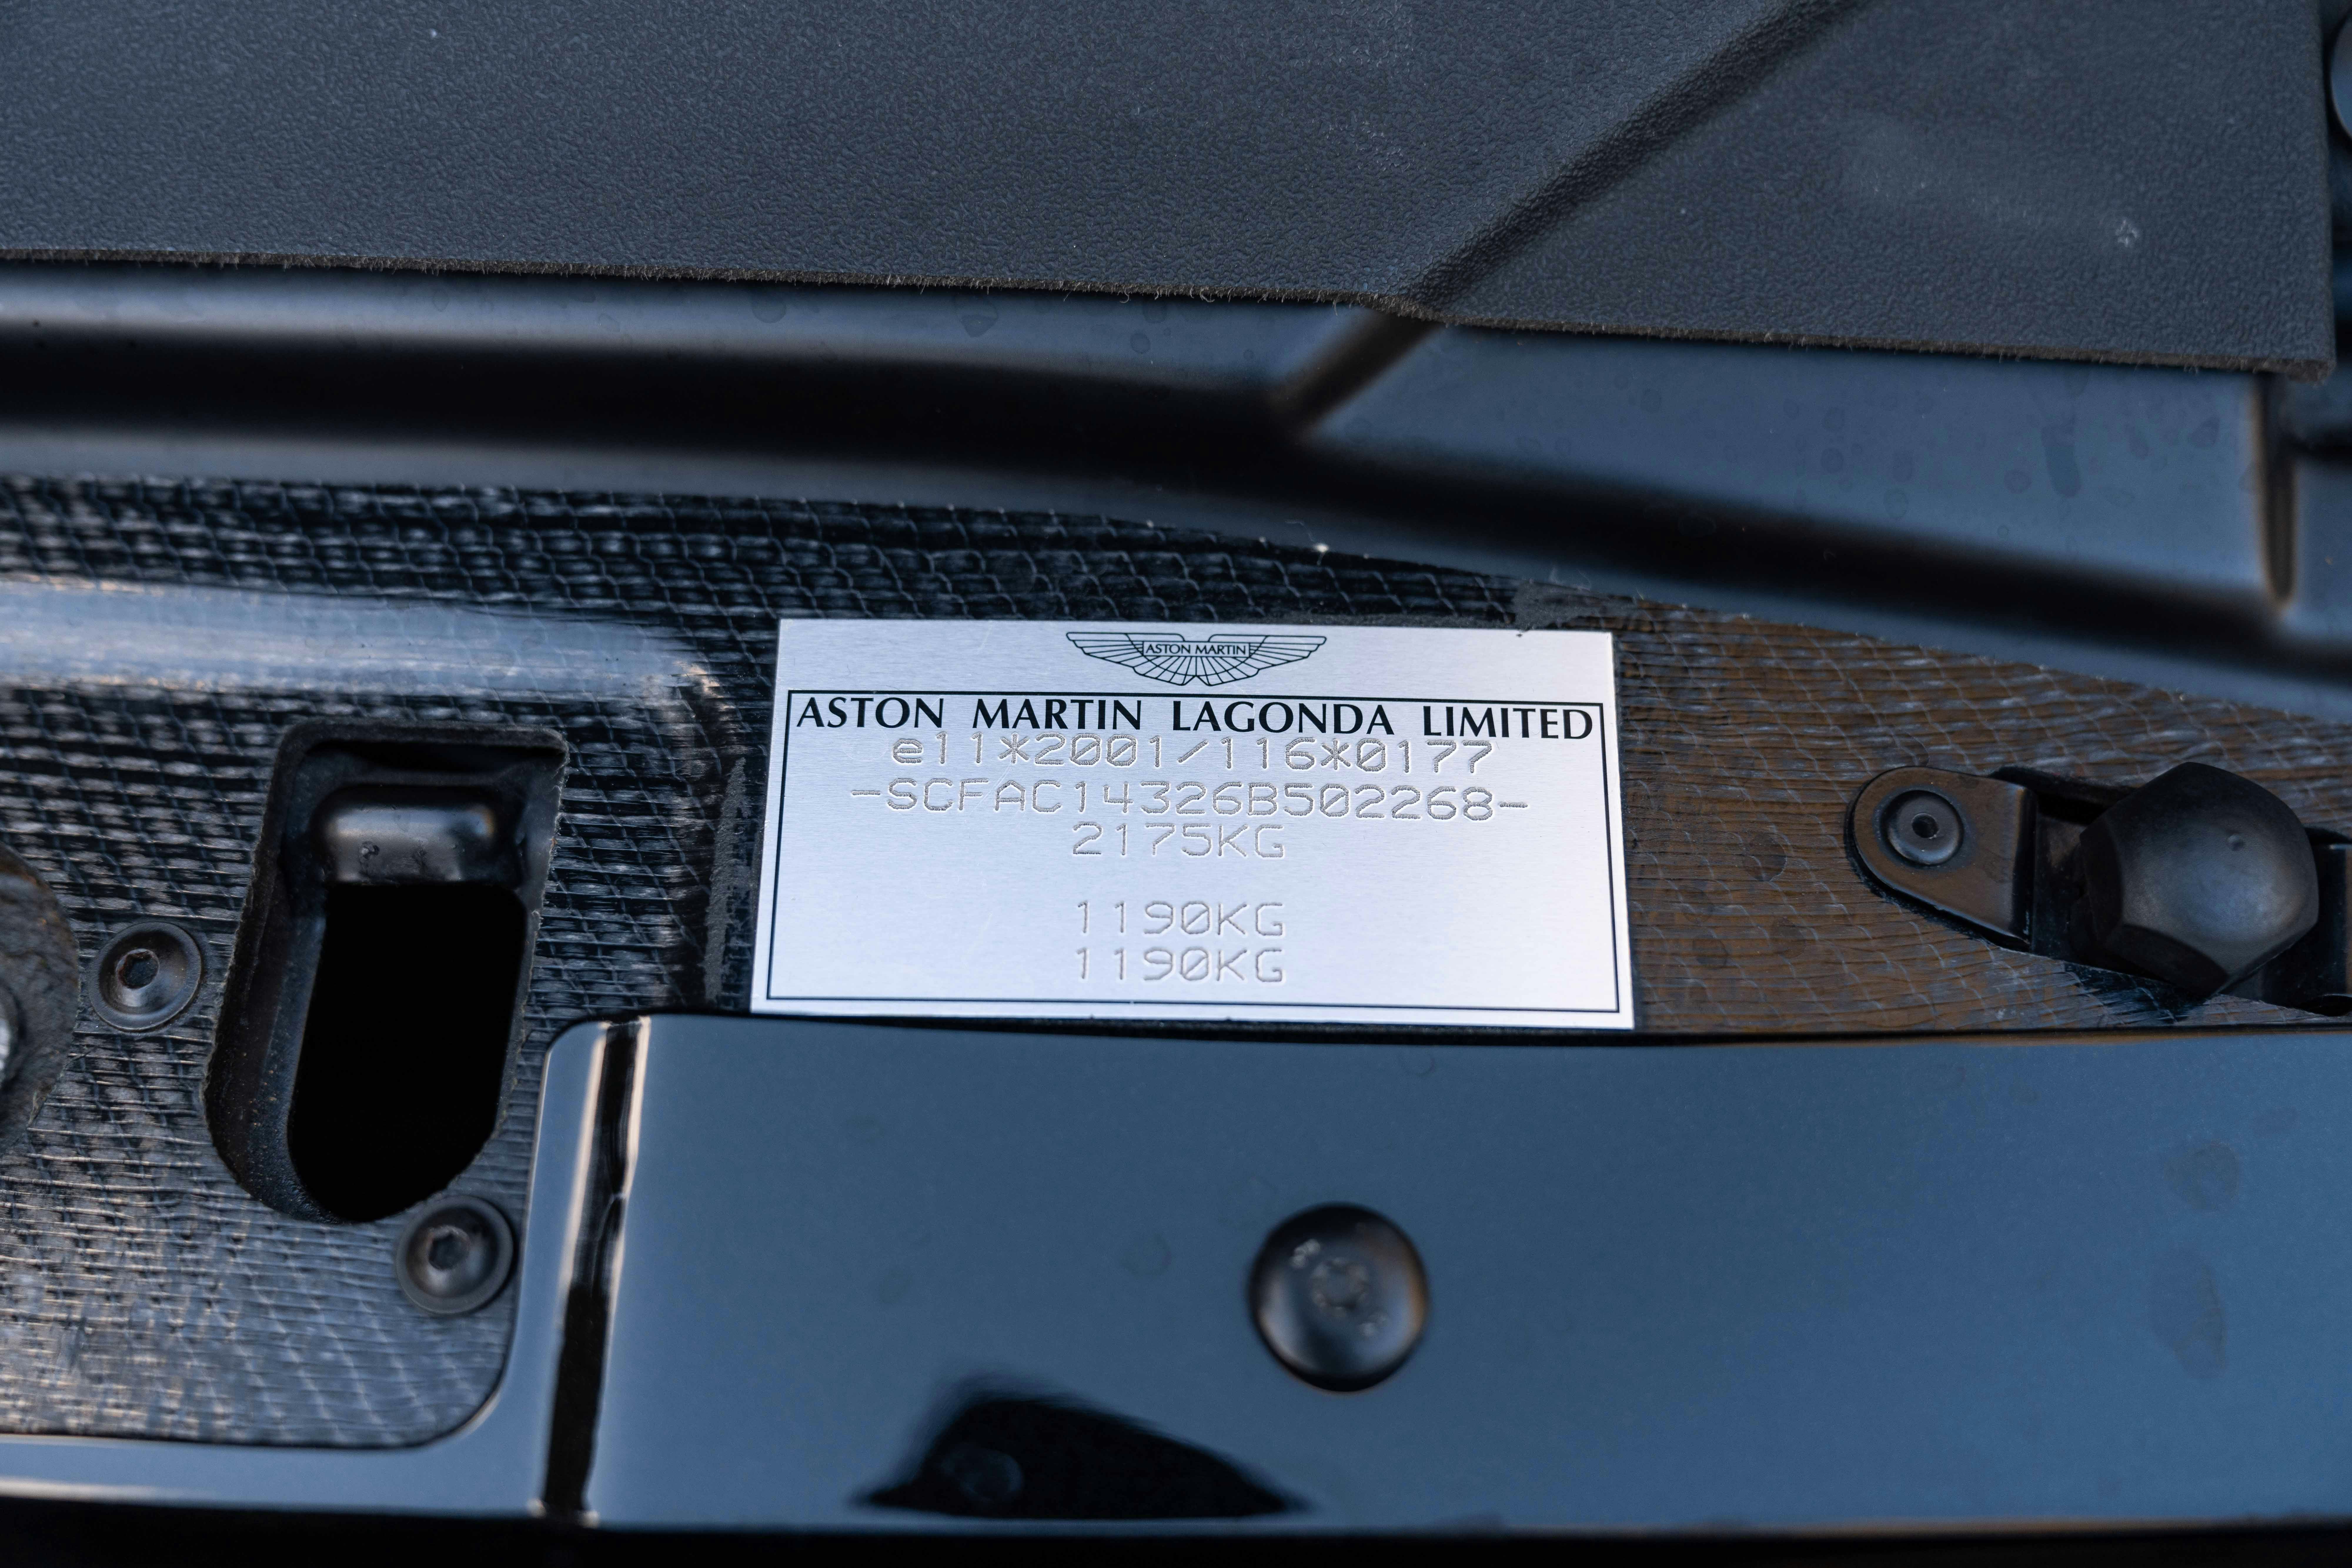 ASTON MARTIN
ASTON MARTIN LAGONDA LIMITED
e11*2001/116*0177
-SCFAC14326B502268-
2175KG
1190KG
1190KG